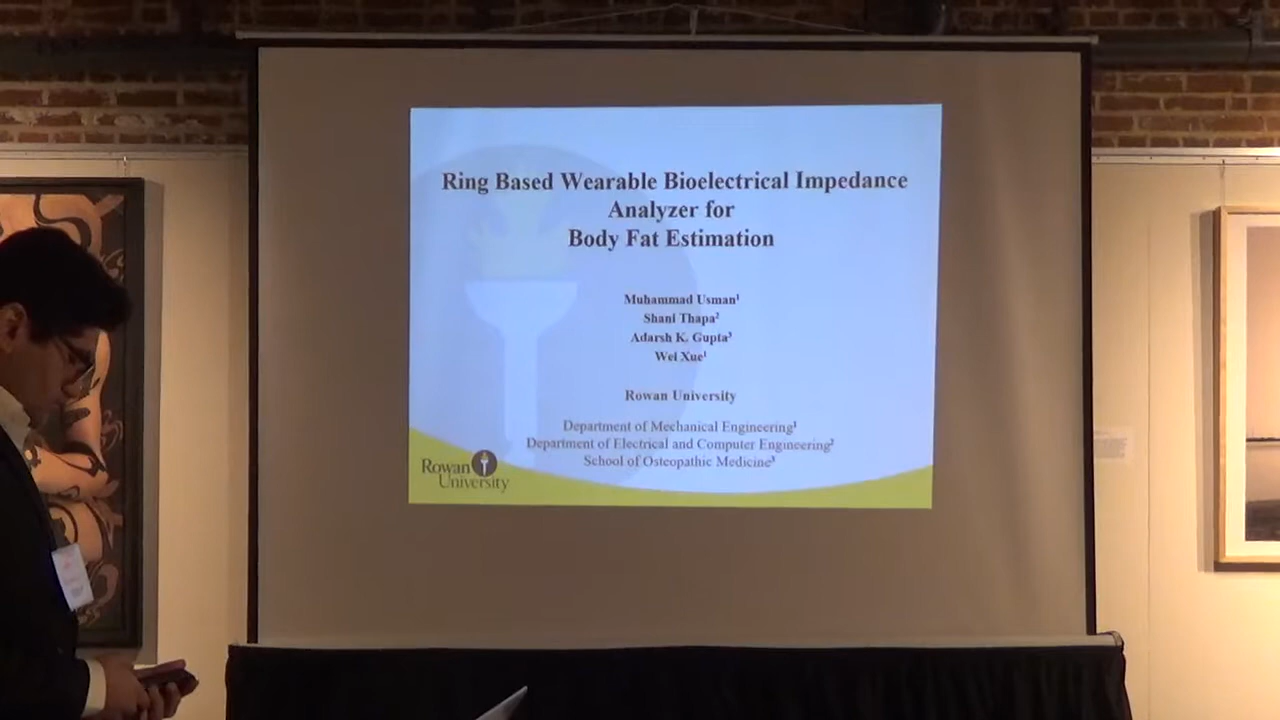 Ring Based Wearable Bioelectrical Impedance
Analyzer for
Body Fat Estimation
Muhammad Usman¹
Shani Thapa²
Adarsh K. Gupta³
Wei Xue¹
Rowan University
Department of Mechanical Engineering¹
Department of Electrical and Computer Engineering²
School of Osteopathic Medicine³
Rowan
University